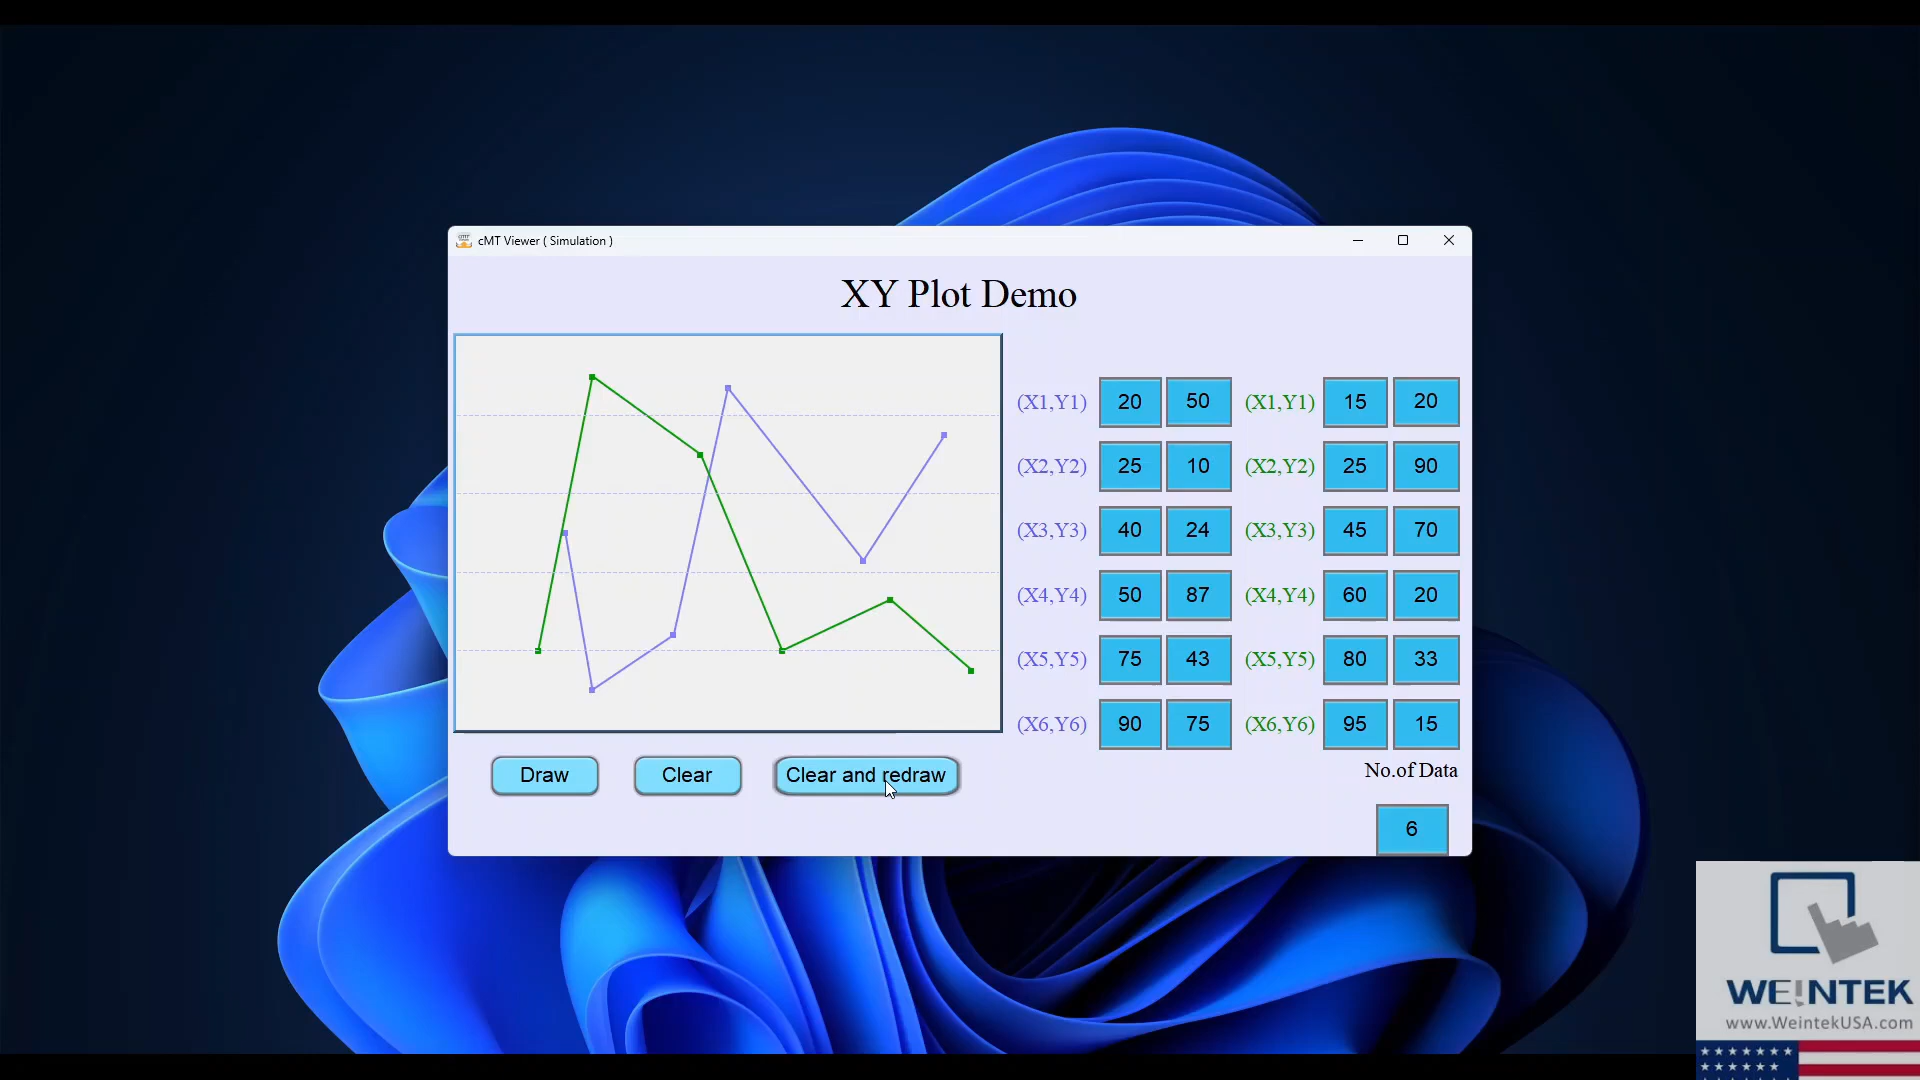 cMT Viewer ( Simulation )
XY Plot Demo
(X1,Y1) 20 50 (X1,Y1) 15 20
(X2,Y2) 25 10 (X2,Y2) 25 90
(X3,Y3) 40 24 (X3,Y3) 45 70
(X4,Y4) 50 87 (X4,Y4) 60 20
(X5,Y5) 75 43 (X5,Y5) 80 33
(X6,Y6) 90 75 (X6,Y6) 95 15
Draw Clear Clear and redraw
No.of Data
6
WEINTEK
www.WeintekUSA.com